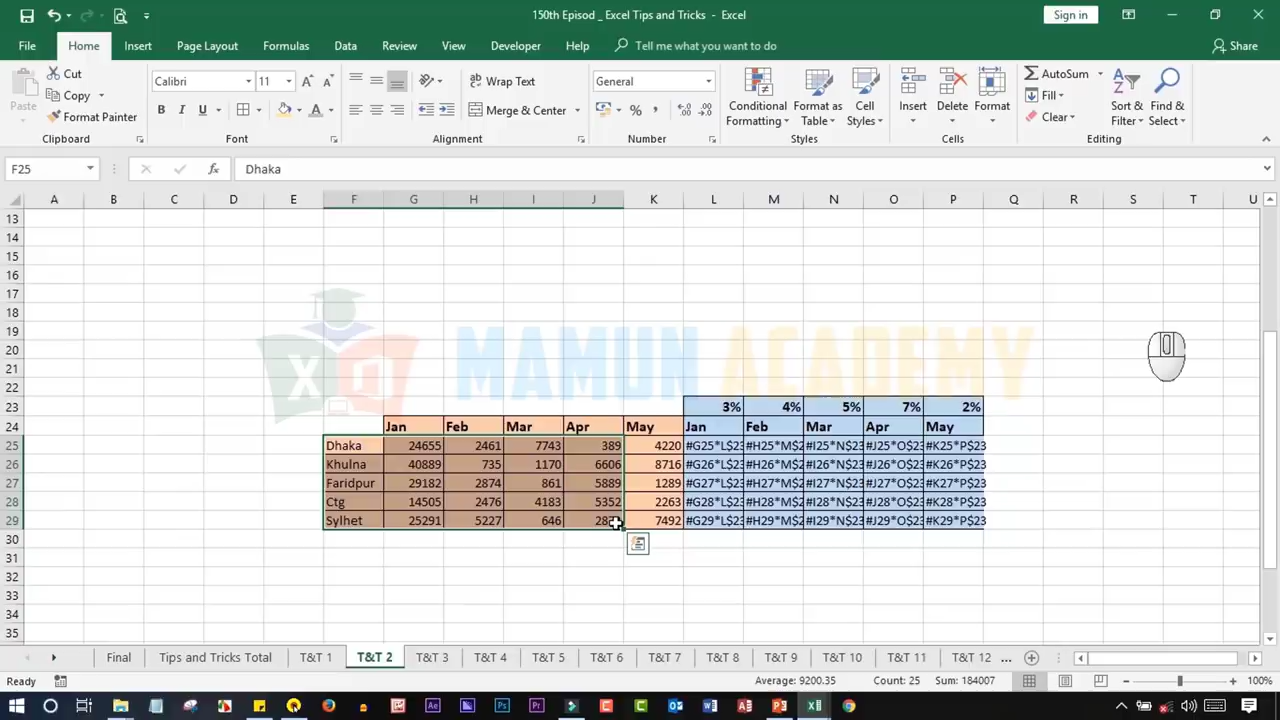 150th Episod _ Excel Tips and Tricks - Excel
Sign in
File Home Insert Page Layout Formulas Data Review View Developer Help Tell me what you want to do Share
Paste
Cut
Copy
Format Painter
Clipboard
Calibri 11
B I U
Font
Wrap Text
Merge & Center
Alignment
General
Number
Conditional Formatting
Format as Table
Cell Styles
Styles
Insert Delete Format
Cells
AutoSum
Fill
Clear
Sort & Filter
Find & Select
Editing
F25 fx Dhaka
A B C D E F G H I J K L M N O P Q R S T U
13
14
15
16
17
18
19
20
21
22
MAMUN ACADEMY
23 3% 4% 5% 7% 2%
24 Jan Feb Mar Apr May Jan Feb Mar Apr May
25 Dhaka 24655 2461 7743 389 4220 #G25*L$23 #H25*M$2 #I25*N$23 #J25*O$23 #K25*P$23
26 Khulna 40889 735 1170 6606 8716 #G26*L$23 #H26*M$2 #I26*N$23 #J26*O$23 #K26*P$23
27 Faridpur 29182 2874 861 5889 1289 #G27*L$23 #H27*M$2 #I27*N$23 #J27*O$23 #K27*P$23
28 Ctg 14505 2476 4183 5352 2263 #G28*L$23 #H28*M$2 #I28*N$23 #J28*O$23 #K28*P$23
29 Sylhet 25291 5227 646 7492 #G29*L$23 #H29*M$2 #I29*N$23 #J29*O$23 #K29*P$23
30
31
32
33
34
35
Final Tips and Tricks Total T&T 1 T&T 2 T&T 3 T&T 4 T&T 5 T&T 6 T&T 7 T&T 8 T&T 9 T&T 10 T&T 11 T&T 12 ...
Ready Average: 9200.35 Count: 25 Sum: 184007 100%